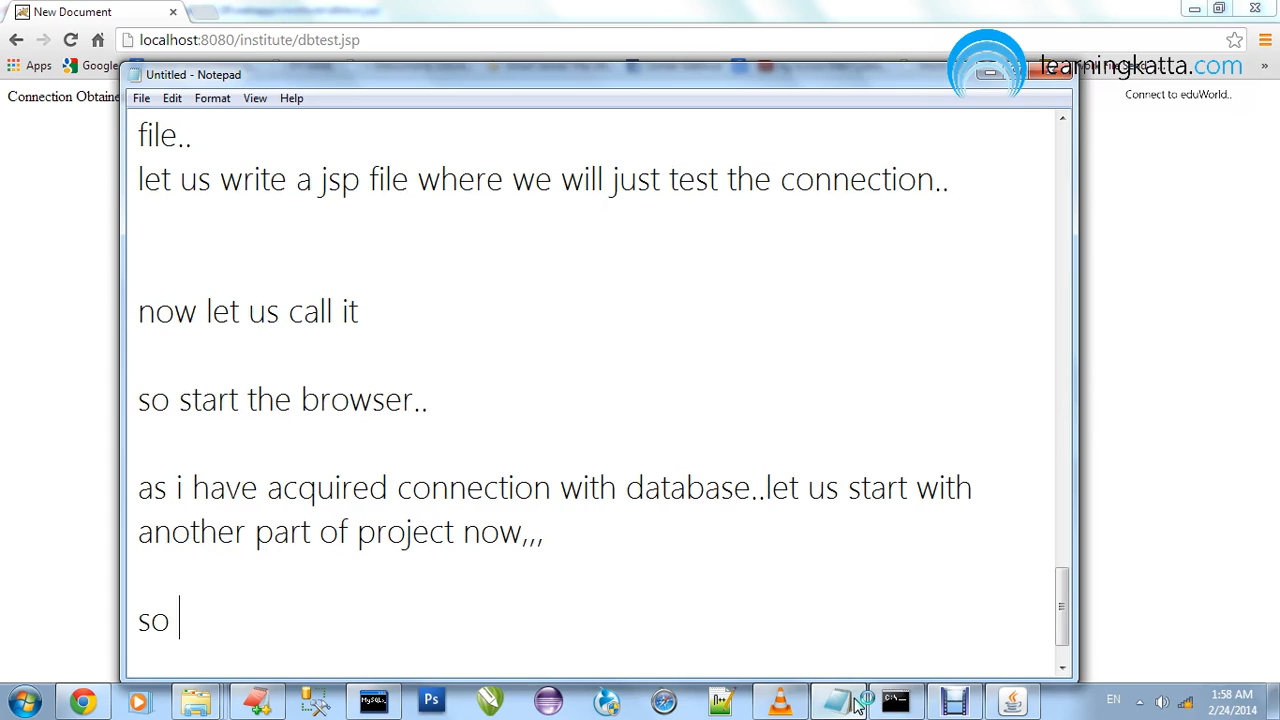 New Document
localhost:8080/institute/dbtest.jsp
Apps Google
learningkatta.com
Untitled - Notepad
Connection Obtaine
Connect to eduWorld..
File Edit Format View Help
file..
let us write a jsp file where we will just test the connection..
now let us call it
so start the browser..
as i have acquired connection with database..let us start with
another part of project now,,,
so
MySQL
Ps
C:\
EN
1:58 AM
2/24/2014